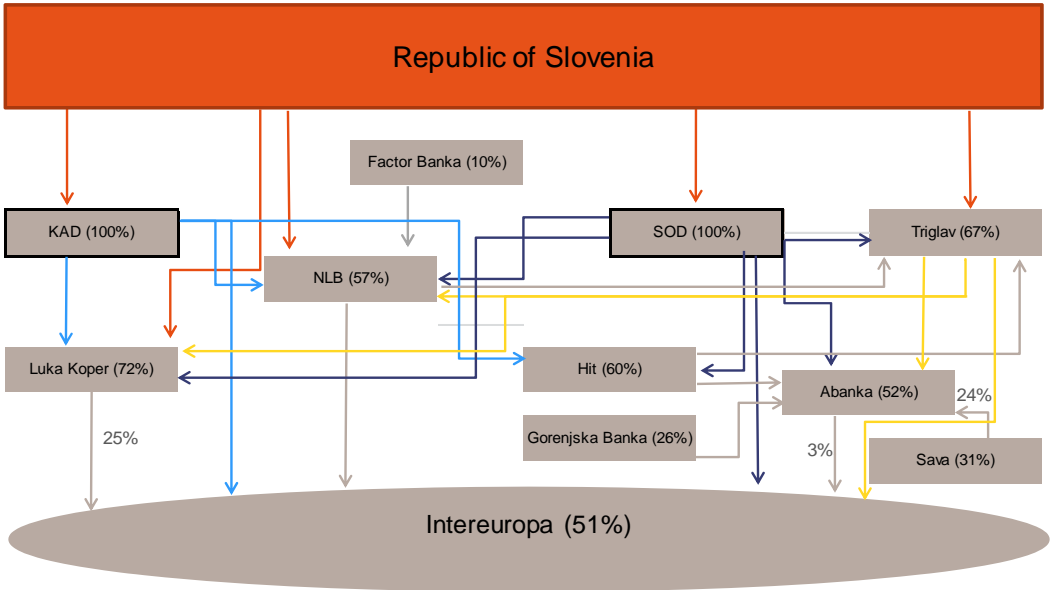 Republic of Slovenia
Factor Banka (10%)
KAD (100%)
SOD (100%)
Triglav (67%)
NLB (57%)
Luka Koper (72%)
Hit (60%)
Abanka (52%)
24%
25%
Gorenjska Banka (26%)
3%
Sava (31%)
Intereuropa (51%)